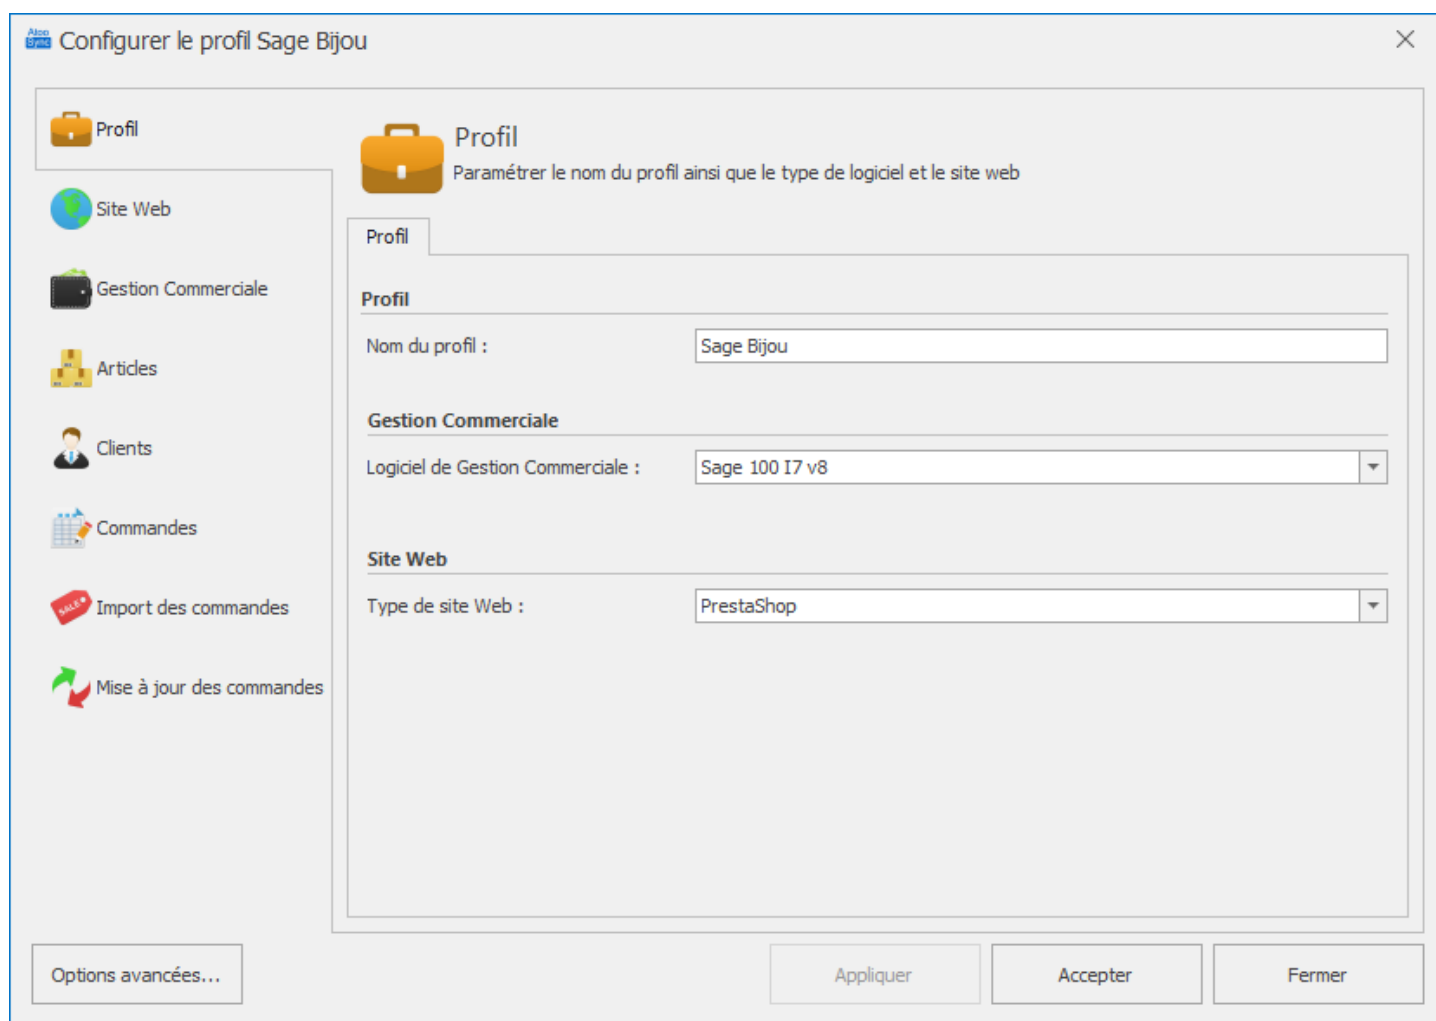 Configurer le profil Sage Bijou
Profil
Site Web
Gestion Commerciale
Articles
Clients
Commandes
SALE
Import des commandes
Mise à jour des commandes
Profil
Paramétrer le nom du profil ainsi que le type de logiciel et le site web
Profil
Profil
Nom du profil : Sage Bijou
Gestion Commerciale
Logiciel de Gestion Commerciale : Sage 100 I7 v8
Site Web
Type de site Web : PrestaShop
Options avancées...
Appliquer
Accepter
Fermer